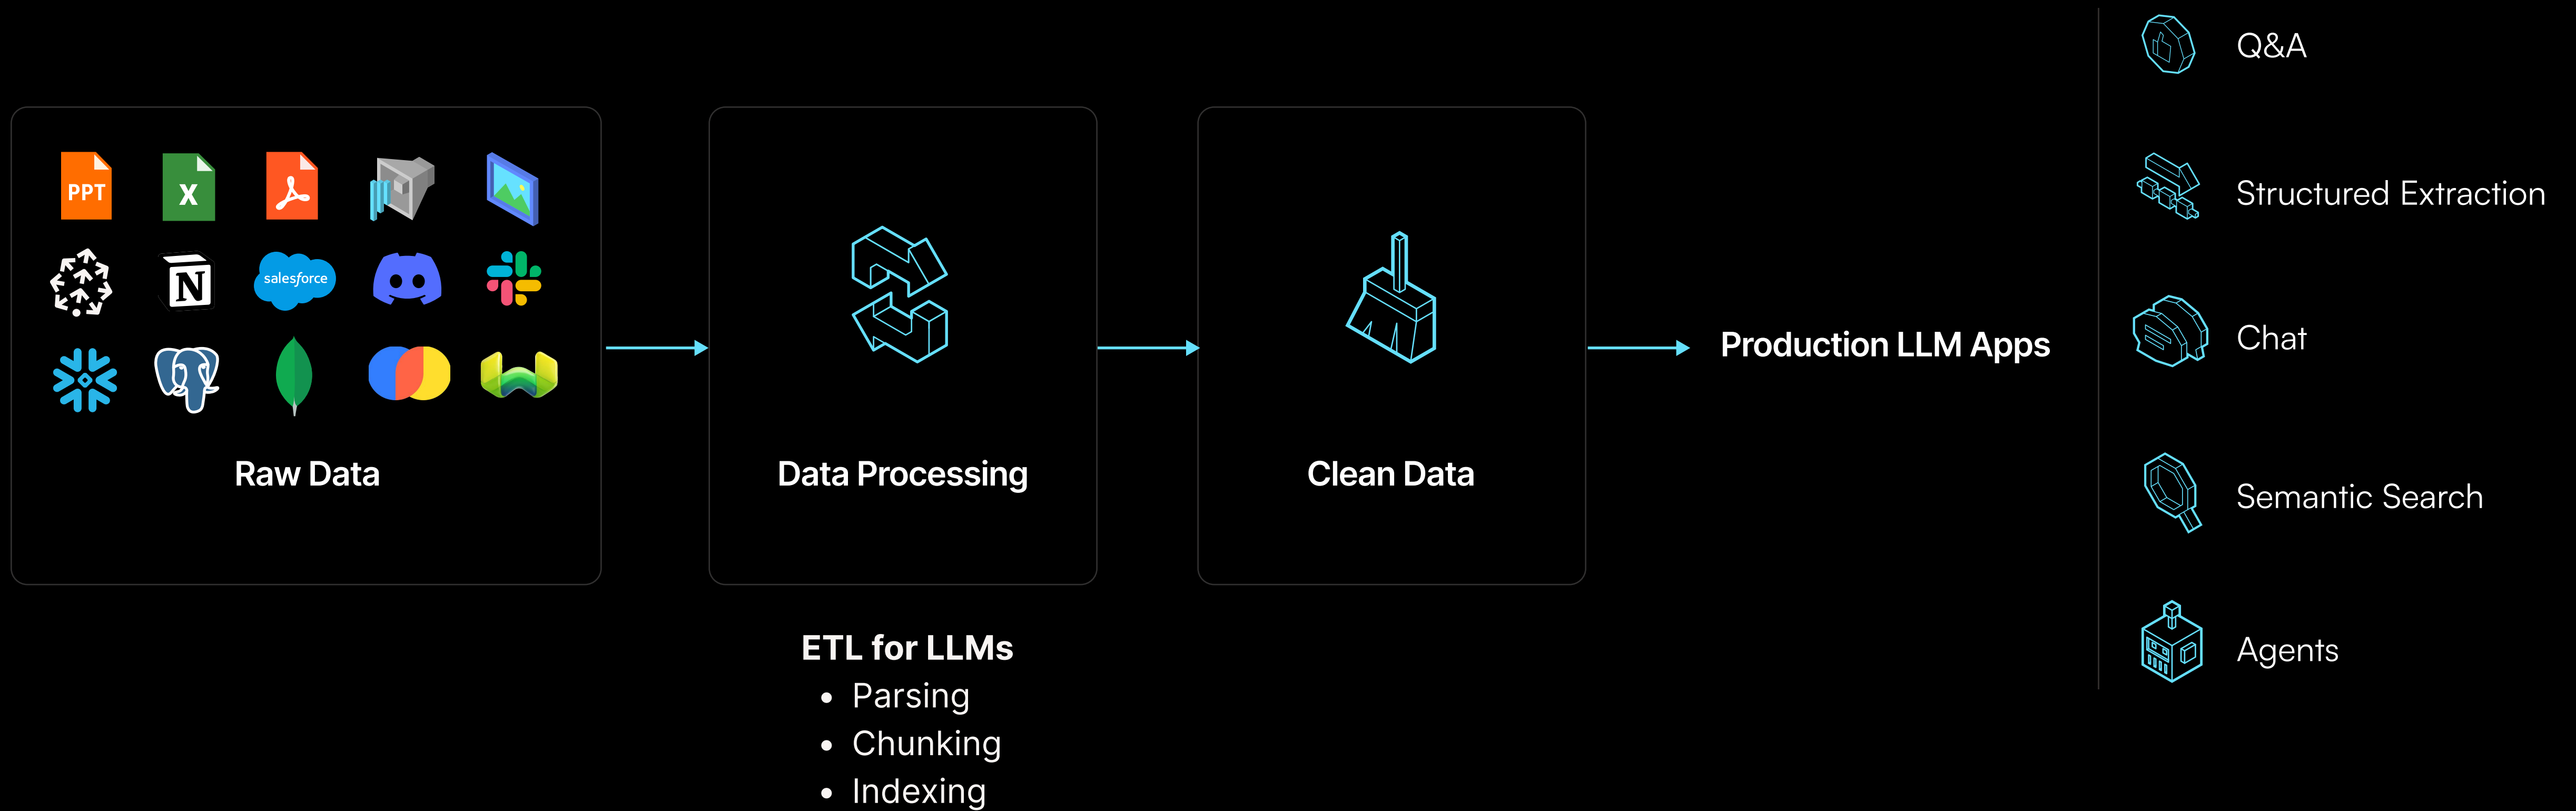 PPT
X
salesforce
N
Raw Data
Data Processing
ETL for LLMs
• Parsing
• Chunking
• Indexing
Clean Data
Production LLM Apps
Q&A
Structured Extraction
Chat
Semantic Search
Agents